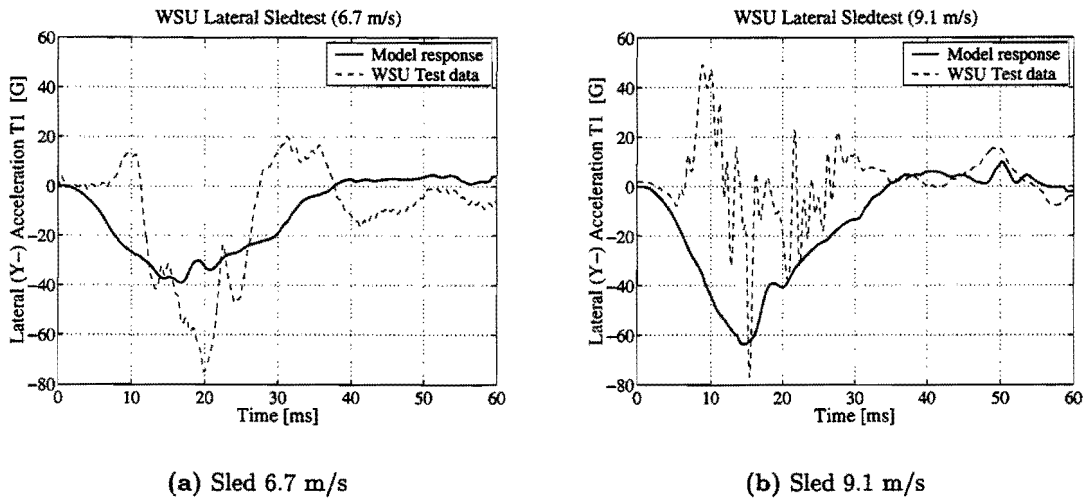 WSU Lateral Sledtest (6.7 m/s)
60
40
20
0
−20
−40
−60
−80
Lateral (Y−) Acceleration T1 [G]
Model response
WSU Test data
0 10 20 30 40 50 60
Time [ms]
(a) Sled 6.7 m/s
WSU Lateral Sledtest (9.1 m/s)
60
40
20
0
−20
−40
−60
−80
Lateral (Y−) Acceleration T1 [G]
Model response
WSU Test data
0 10 20 30 40 50 60
Time [ms]
(b) Sled 9.1 m/s